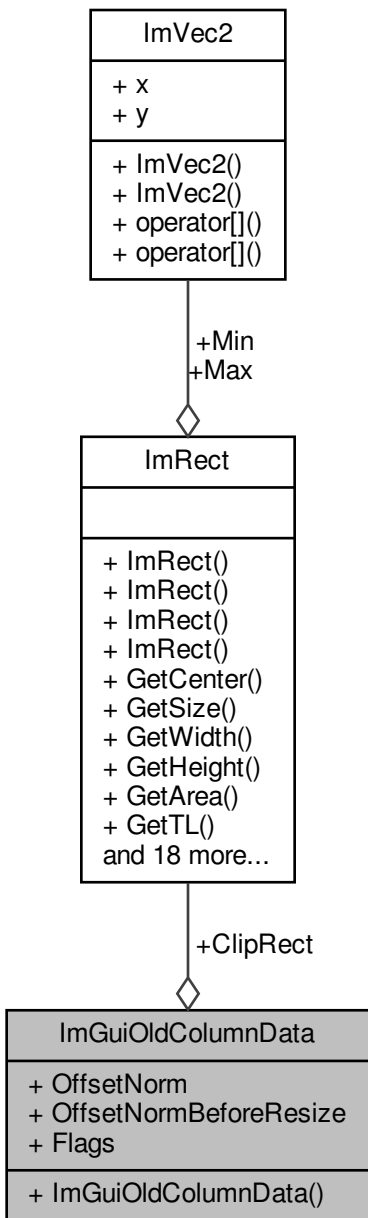 ImVec2
+ x
+ y
+ ImVec2()
+ ImVec2()
+ operator[]()
+ operator[]()
+Min
+Max
ImRect
+ ImRect()
+ ImRect()
+ ImRect()
+ ImRect()
+ GetCenter()
+ GetSize()
+ GetWidth()
+ GetHeight()
+ GetArea()
+ GetTL()
and 18 more...
+ClipRect
ImGuiOldColumnData
+ OffsetNorm
+ OffsetNormBeforeResize
+ Flags
+ ImGuiOldColumnData()